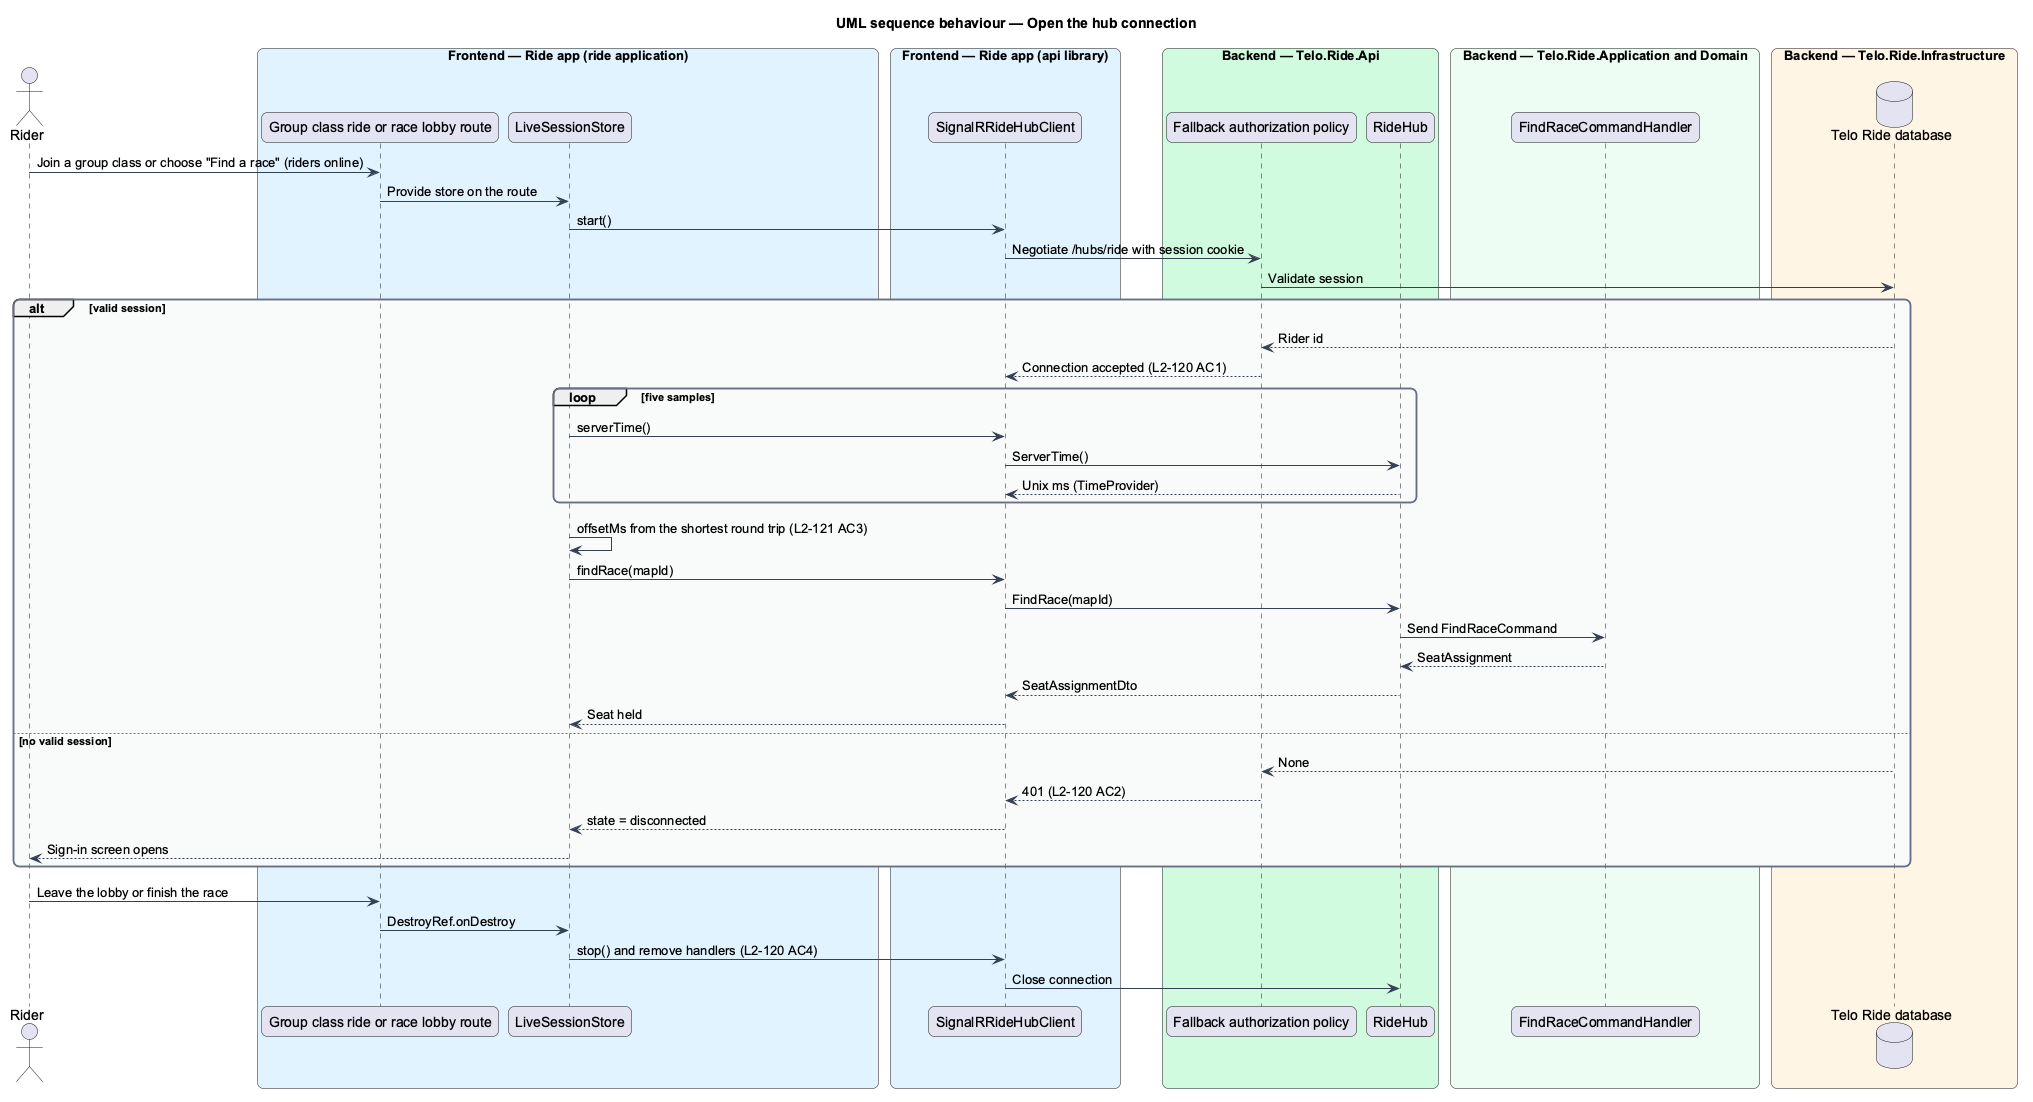 UML sequence behaviour — Open the hub connection
Frontend — Ride app (ride application)
Frontend — Ride app (api library)
Backend — Telo.Ride.Api
Backend — Telo.Ride.Application and Domain
Backend — Telo.Ride.Infrastructure
Rider
Group class ride or race lobby route
LiveSessionStore
SignalRRideHubClient
Fallback authorization policy
RideHub
FindRaceCommandHandler
Telo Ride database
Join a group class or choose "Find a race" (riders online)
Provide store on the route
start()
Negotiate /hubs/ride with session cookie
Validate session
alt
[valid session]
Rider id
Connection accepted (L2-120 AC1)
loop
[five samples]
serverTime()
ServerTime()
Unix ms (TimeProvider)
offsetMs from the shortest round trip (L2-121 AC3)
findRace(mapId)
FindRace(mapId)
Send FindRaceCommand
SeatAssignment
SeatAssignmentDto
Seat held
[no valid session]
None
401 (L2-120 AC2)
state = disconnected
Sign-in screen opens
Leave the lobby or finish the race
DestroyRef.onDestroy
stop() and remove handlers (L2-120 AC4)
Close connection
Rider
Group class ride or race lobby route
LiveSessionStore
SignalRRideHubClient
Fallback authorization policy
RideHub
FindRaceCommandHandler
Telo Ride database